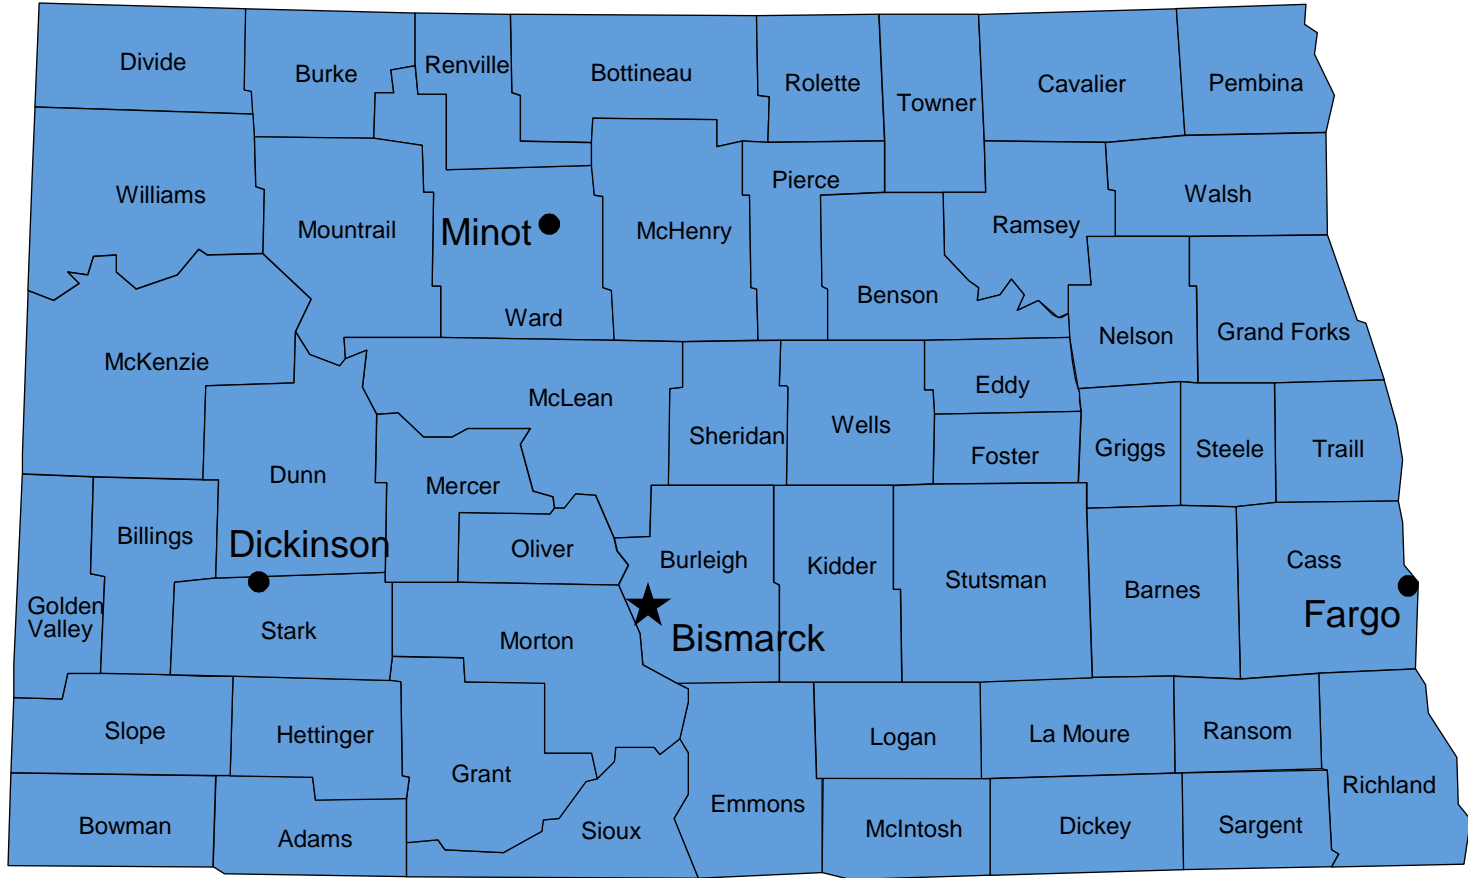 Divide
Burke
Renville
Bottineau
Rolette
Towner
Cavalier
Pembina
Williams
Mountrail
Minot
Ward
McHenry
Pierce
Benson
Ramsey
Walsh
Nelson
Grand Forks
McKenzie
Dunn
McLean
Mercer
Oliver
Sheridan
Wells
Eddy
Foster
Griggs
Steele
Traill
Golden
Valley
Billings
Dickinson
Stark
Morton
Burleigh
Bismarck
Kidder
Stutsman
Barnes
Cass
Fargo
Slope
Hettinger
Grant
Bowman
Adams
Sioux
Emmons
Logan
La Moure
Ransom
Richland
McIntosh
Dickey
Sargent